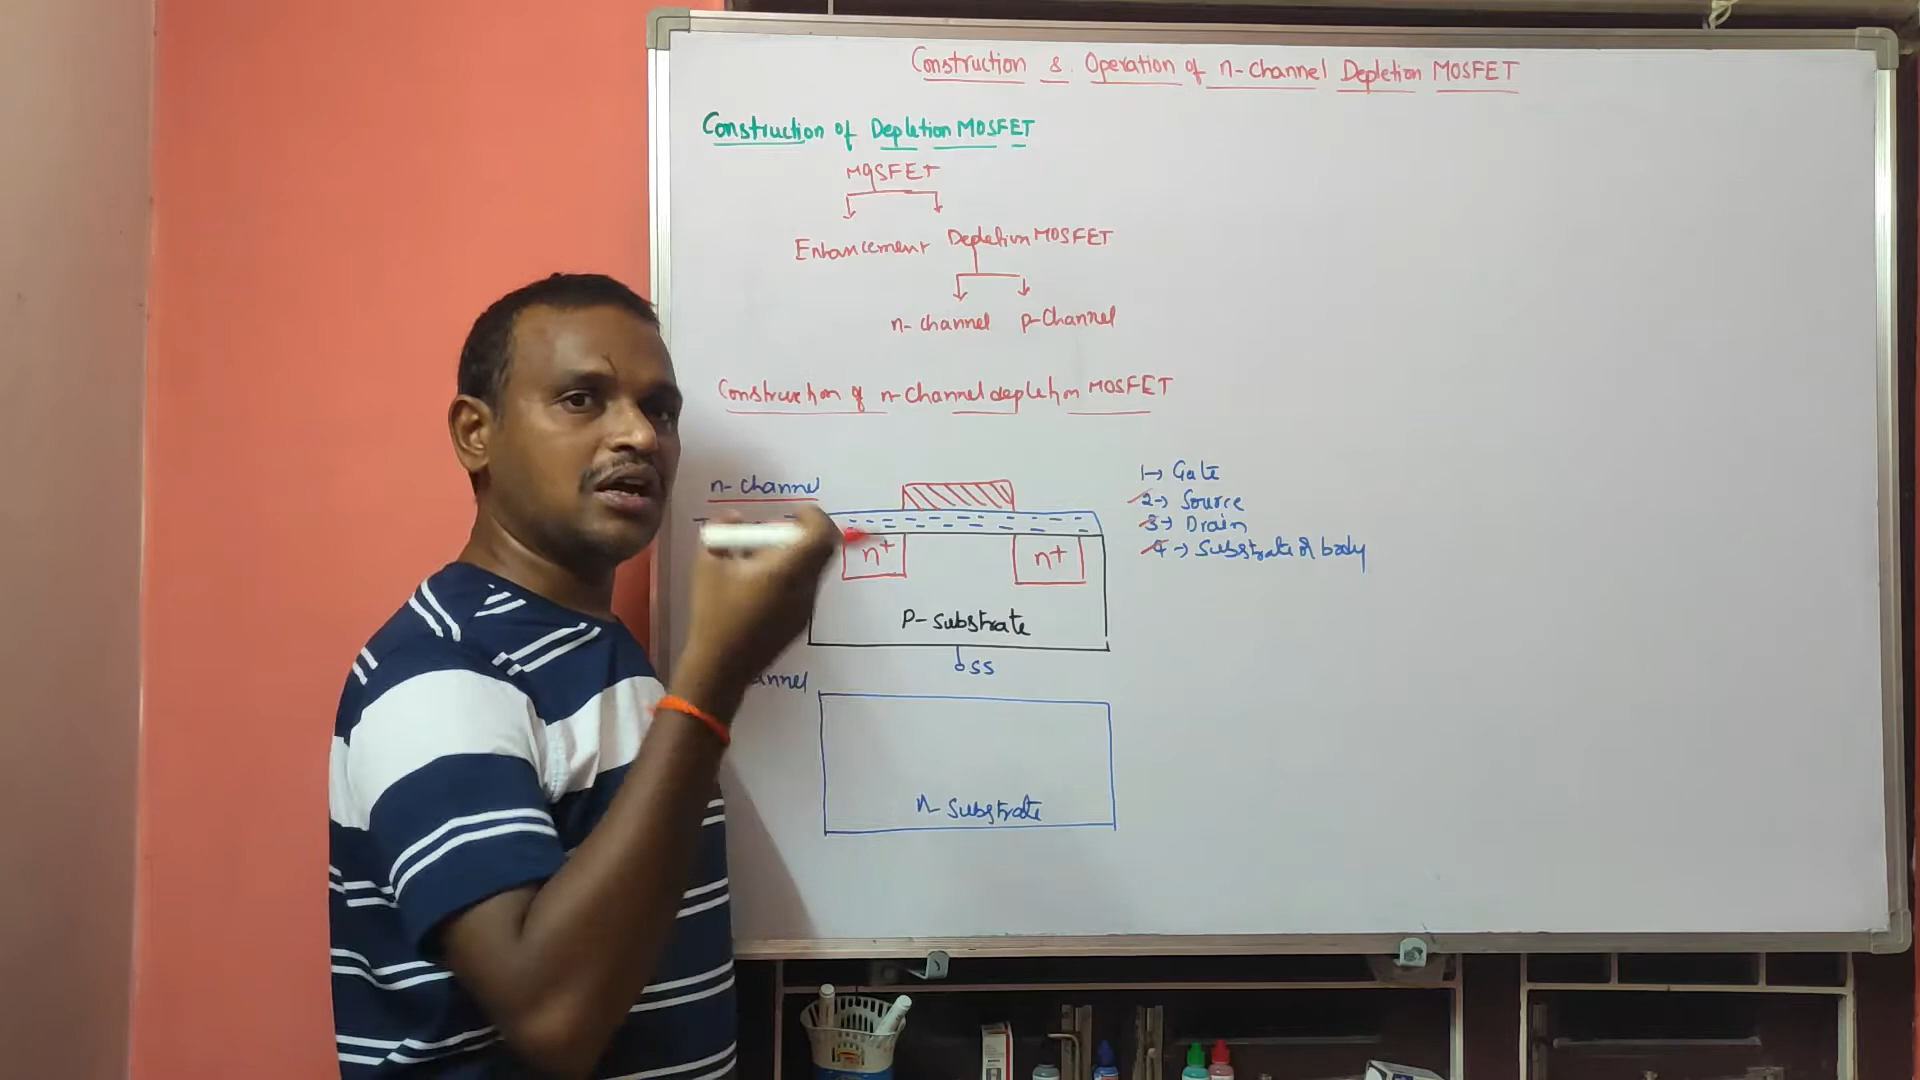 Construction & Operation of n-channel Depletion MOSFET
Construction of Depletion MOSFET
MOSFET
Enhancement Depletion MOSFET
n-channel p-channel
Construction of n-channel depletion MOSFET
n-channel
1→ Gate
2→ Source
3→ Drain
4→ Substrate or body
n+ n+
P-substrate
SS
n-substrate